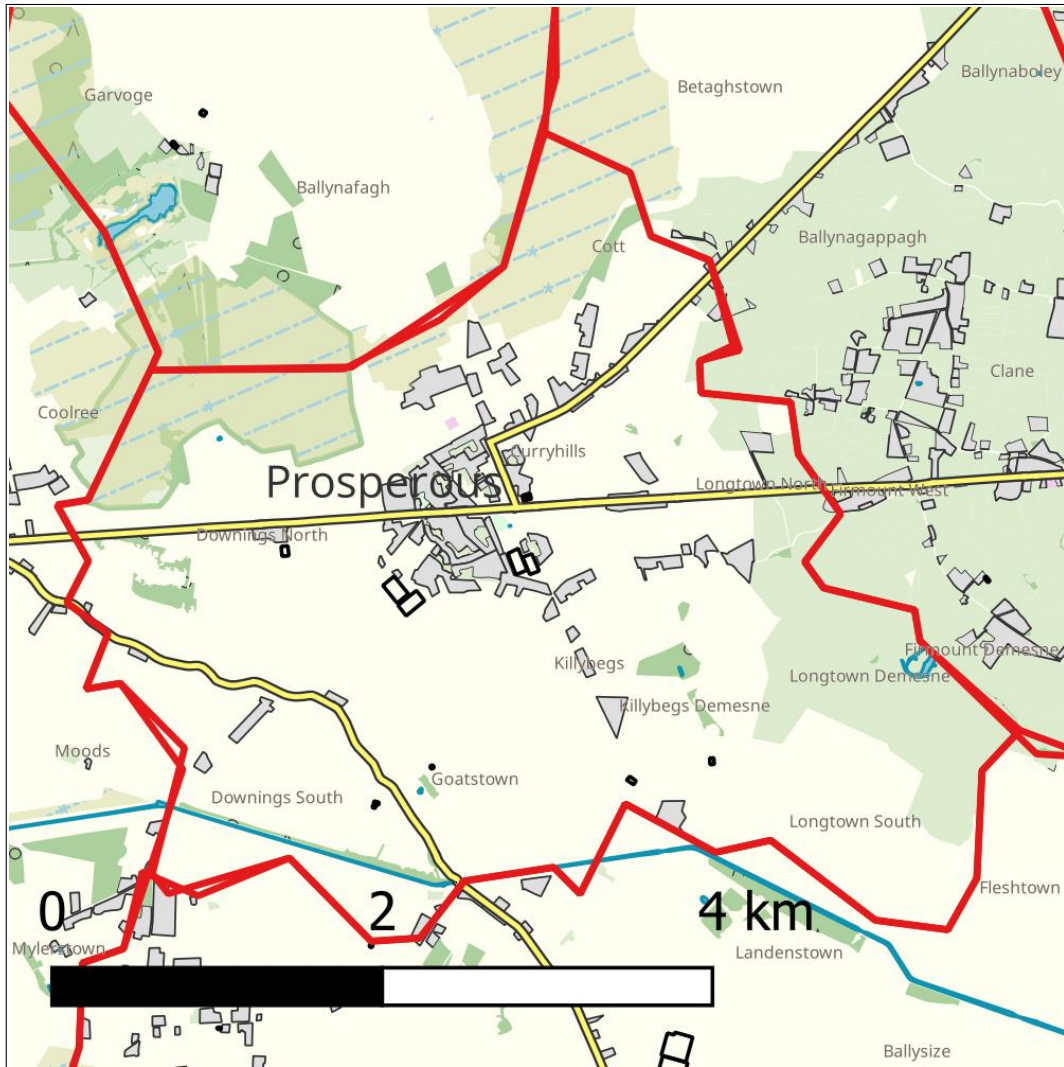 Ballynaboley
Betaghstown
Garvoge
Ballynafagh
Ballynagappagh
Cott
Clane
Coolree
Curryhills
Prosperous
Longtown North
Firmount West
Downings North
Firmount Demesne
Killybegs
Longtown Demesne
Killybegs Demesne
Moods
Goatstown
Downings South
Longtown South
Fleshtown
0 2 4 km
Mylerstown
Landenstown
Ballysize